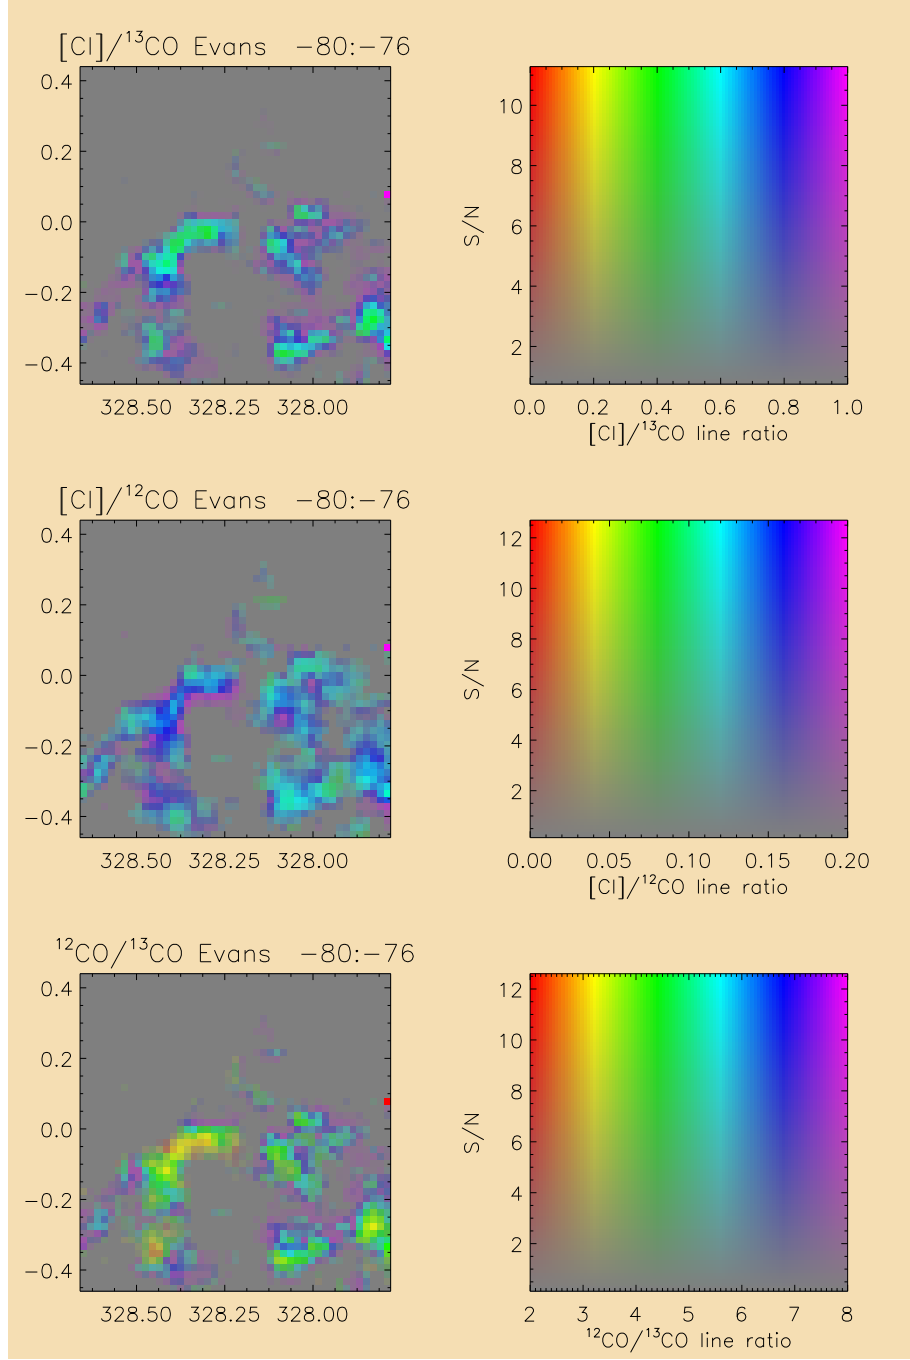 [CI]/¹³CO Evans −80:−76
0.4
0.2
0.0
−0.2
−0.4
328.50 328.25 328.00
S/N
10
8
6
4
2
0.0 0.2 0.4 0.6 0.8 1.0
[CI]/¹³CO line ratio
[CI]/¹²CO Evans −80:−76
0.4
0.2
0.0
−0.2
−0.4
328.50 328.25 328.00
S/N
12
10
8
6
4
2
0.00 0.05 0.10 0.15 0.20
[CI]/¹²CO line ratio
¹²CO/¹³CO Evans −80:−76
0.4
0.2
0.0
−0.2
−0.4
328.50 328.25 328.00
S/N
12
10
8
6
4
2
2 3 4 5 6 7 8
¹²CO/¹³CO line ratio